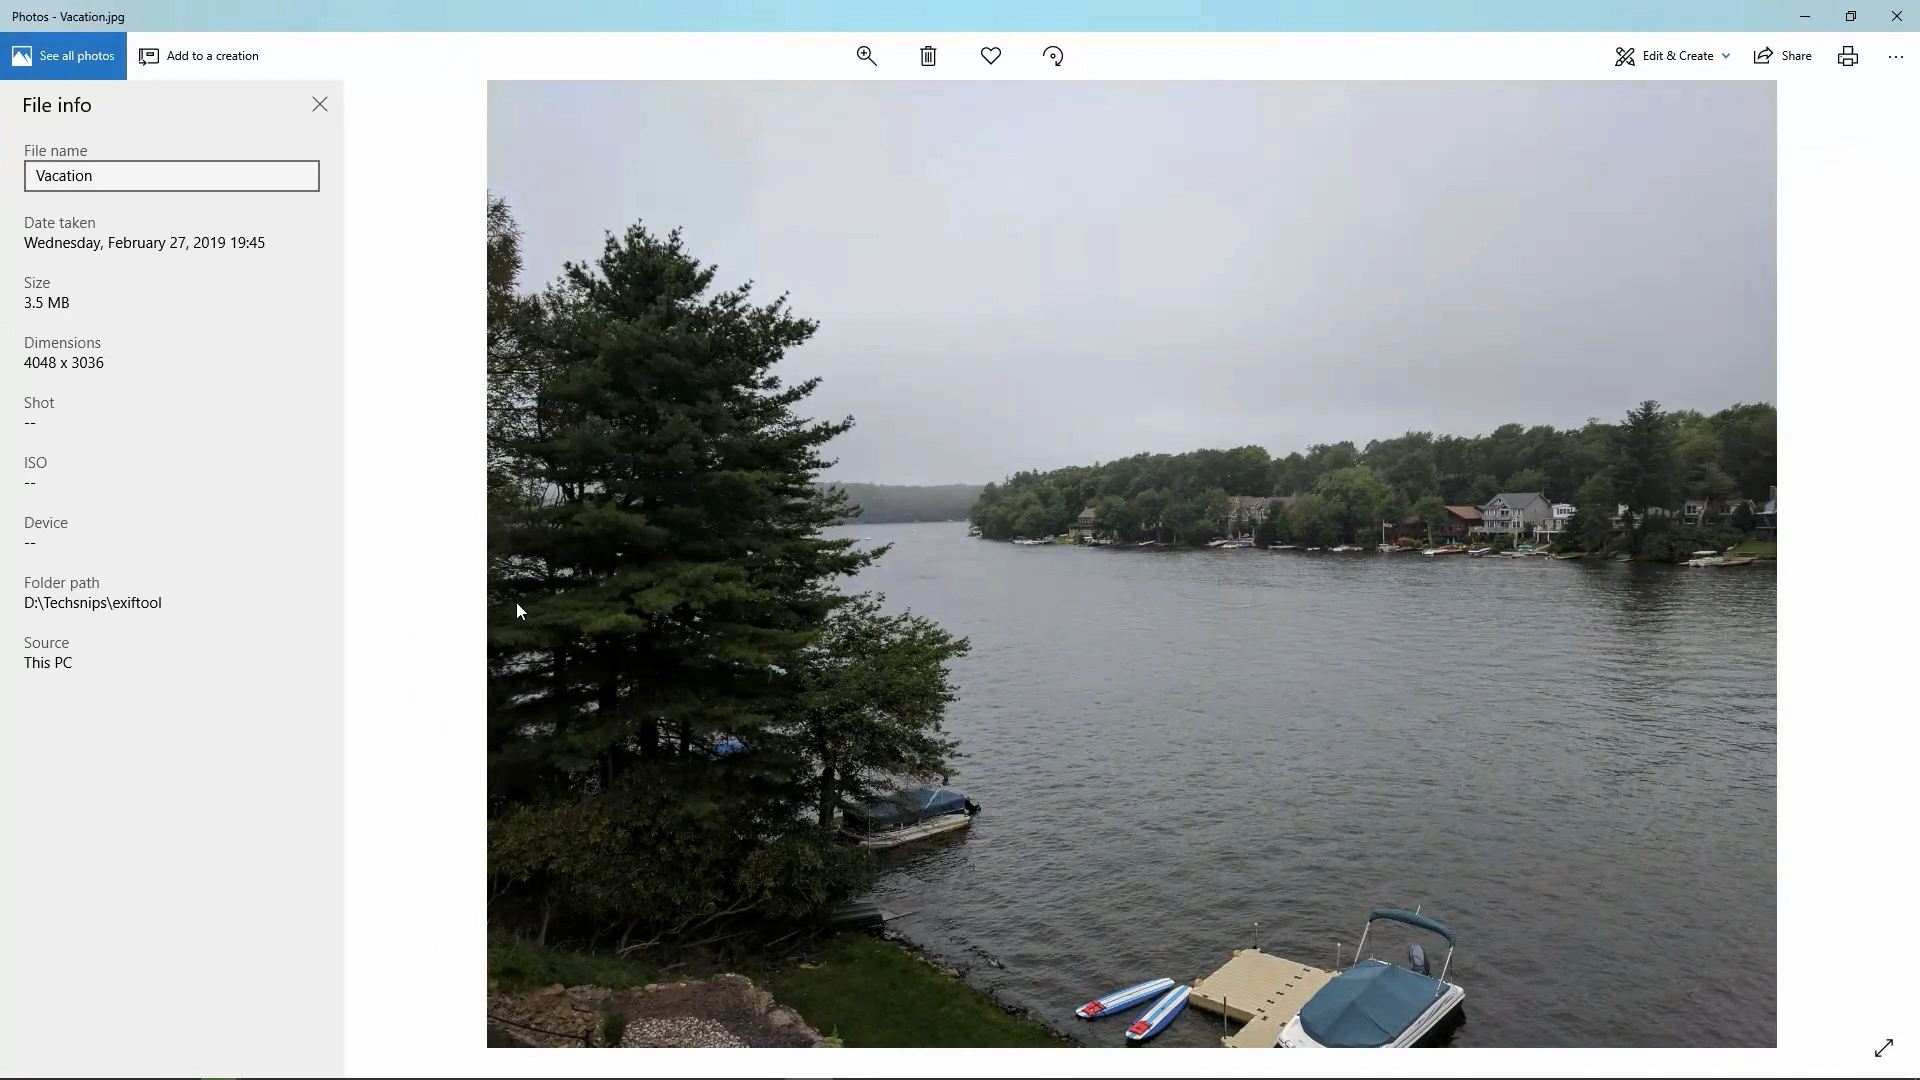 Photos - Vacation.jpg
See all photos
Add to a creation
Edit & Create
Share
File info
File name
Vacation
Date taken
Wednesday, February 27, 2019 19:45
Size
3.5 MB
Dimensions
4048 x 3036
Shot
--
ISO
--
Device
--
Folder path
D:\Techsnips\exiftool
Source
This PC